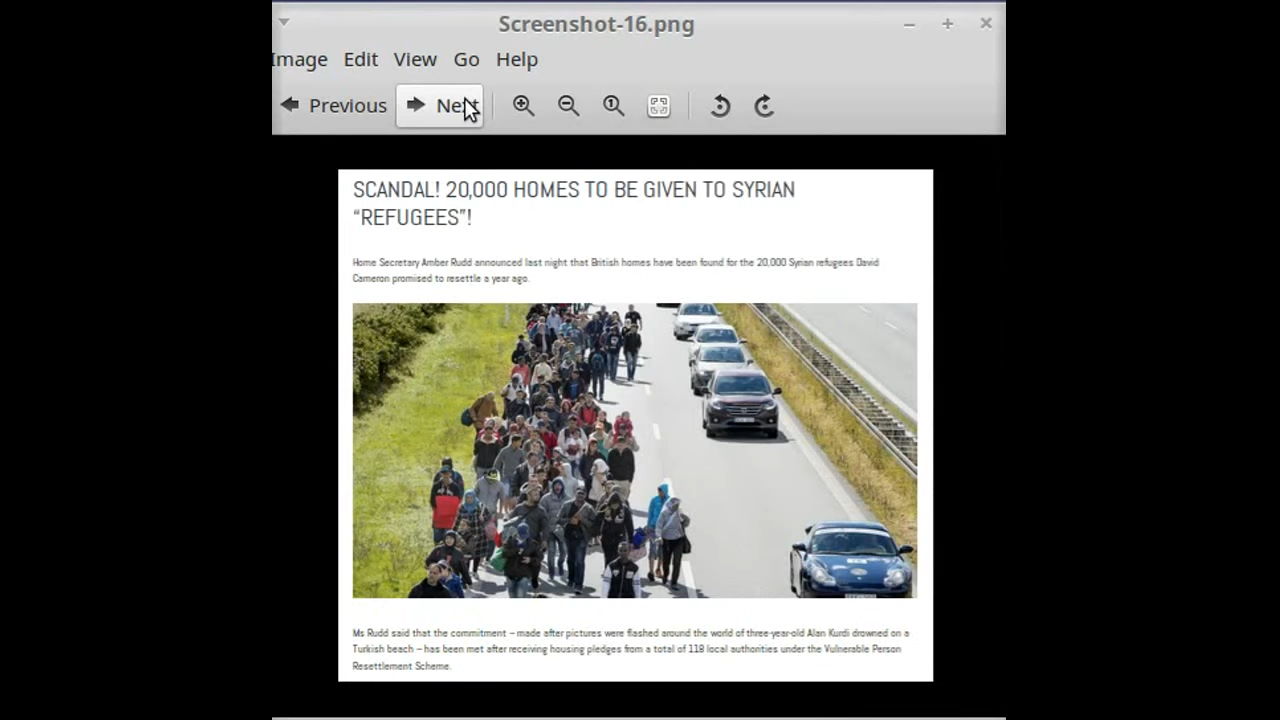 Screenshot-16.png
Image Edit View Go Help
Previous Next
SCANDAL! 20,000 HOMES TO BE GIVEN TO SYRIAN
“REFUGEES”!
Home Secretary Amber Rudd announced last night that British homes have been found for the 20,000 Syrian refugees David
Cameron promised to resettle a year ago.
Ms Rudd said that the commitment – made after pictures were flashed around the world of three-year-old Alan Kurdi drowned on a
Turkish beach – has been met after receiving housing pledges from a total of 118 local authorities under the Vulnerable Person
Resettlement Scheme.